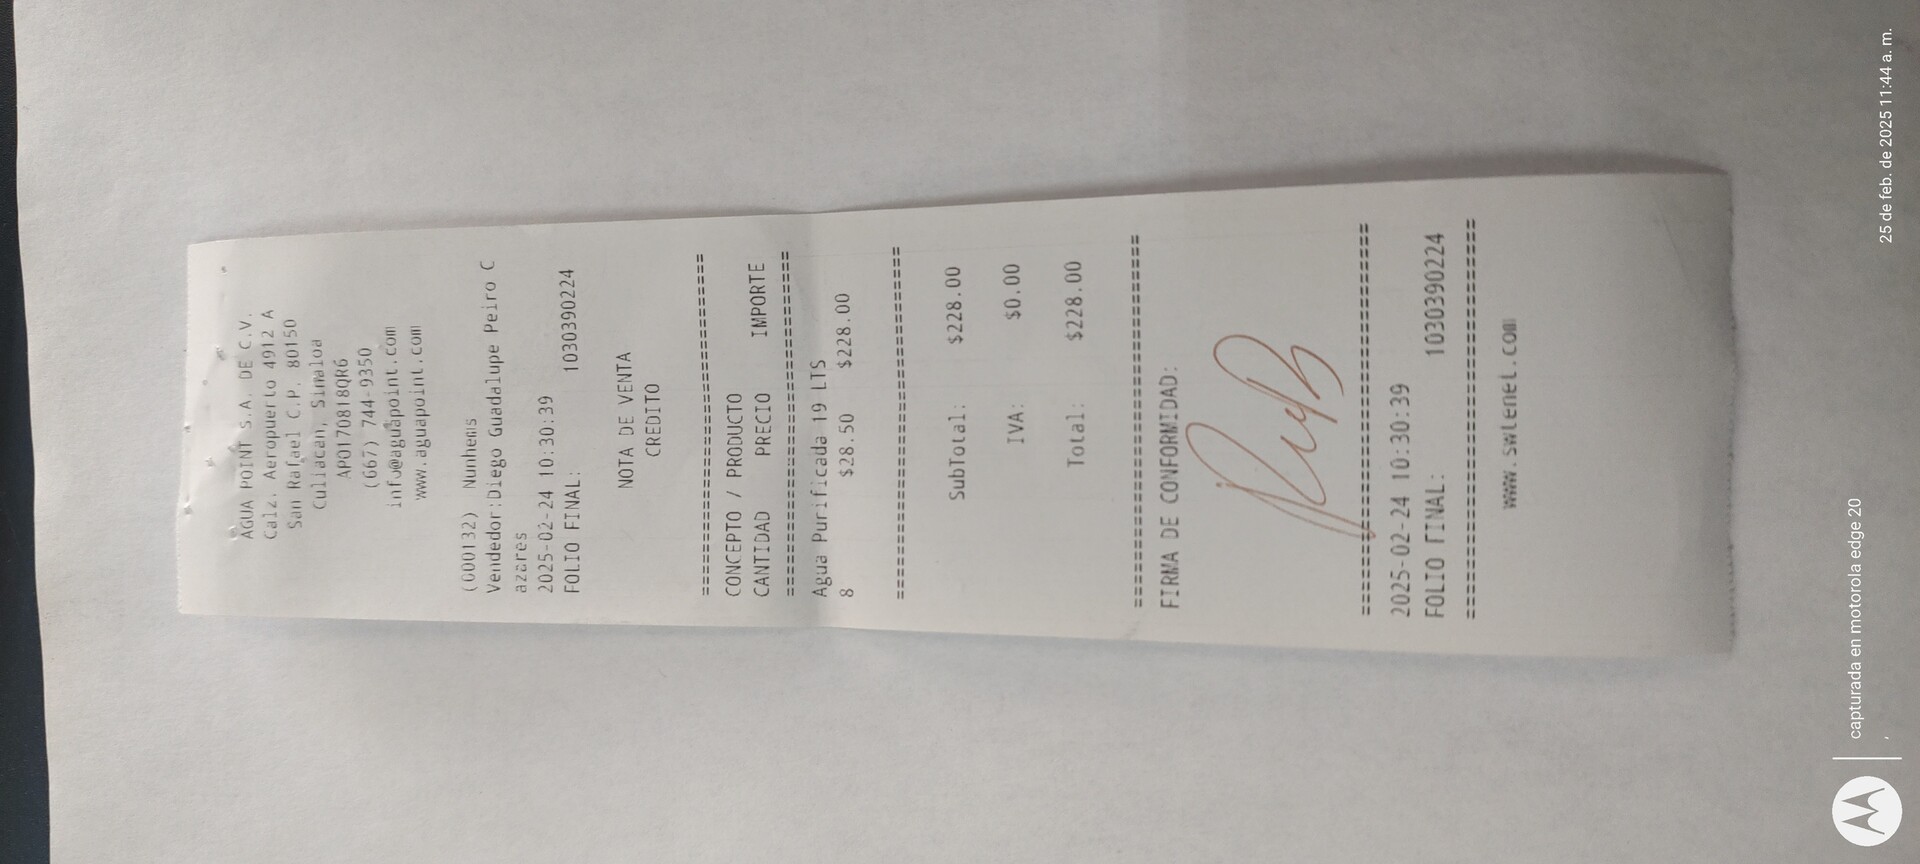 AGUA POINT S.A. DE C.V.
Calz. Aeropuerto 4912 A
San Rafael C.P. 80150
Culiacan, Sinaloa
APO170818QR6
(667) 744-9350
info@aguapoint.com
www.aguapoint.com
(000132) Nunhems
Vendedor:Diego Guadalupe Peiro C
azares
2025-02-24 10:30:39
FOLIO FINAL: 1030390224
NOTA DE VENTA
CREDITO
================================
CONCEPTO / PRODUCTO
CANTIDAD PRECIO IMPORTE
================================
Agua Purificada 19 LTS
8 $28.50 $228.00
================================
SubTotal: $228.00
IVA: $0.00
Total: $228.00
==================================
FIRMA DE CONFORMIDAD:
===================================
2025-02-24 10:30:39
FOLIO FINAL: 1030390224
===================================
www.swlenel.com
capturada en motorola edge 20
,
25 de feb. de 2025 11:44 a. m.